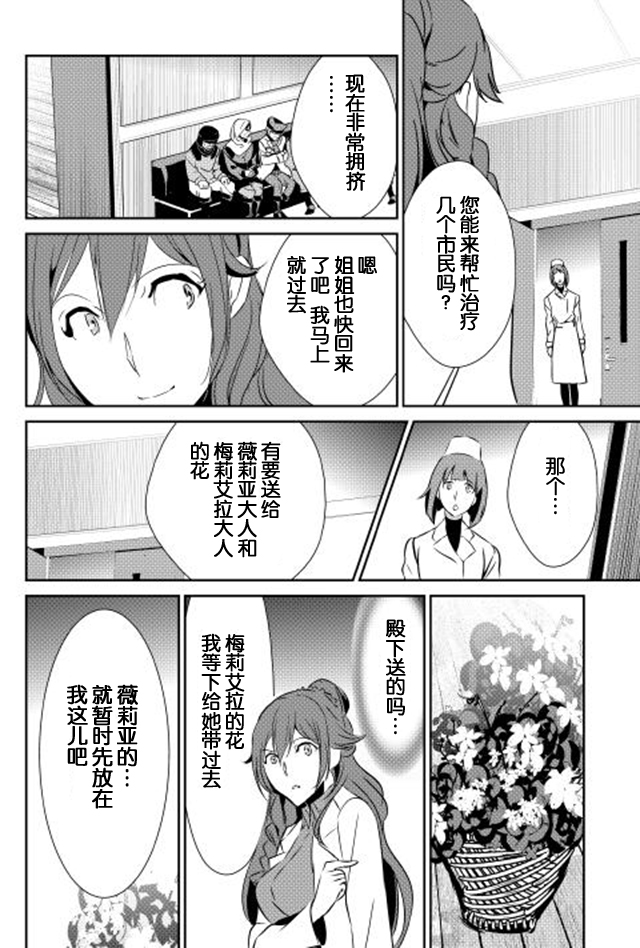 您能来帮忙治疗
几个市民吗？
现在非常拥挤
……
嗯
姐姐也快回来
了吧 我马上
就过去
那个…
有要送给
薇莉亚大人和
梅莉艾拉大人
的花
殿下送的吗…
梅莉艾拉的花
我等下给她带过去
薇莉亚的…
就暂时先放在
我这儿吧